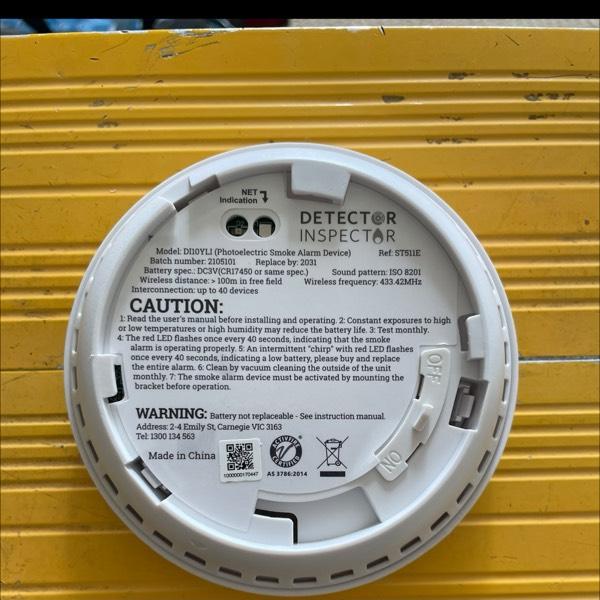 NET
Indication
DETECTOR
INSPECTOR
Model: DI10YLI (Photoelectric Smoke Alarm Device) Ref: ST511E
Batch number: 2105101 Replace by: 2031
Battery spec.: DC3V(CR17450 or same spec.) Sound pattern: ISO 8201
Wireless distance: > 100m in free field Wireless frequency: 433.42MHz
Interconnection: up to 40 devices
CAUTION:
1: Read the user's manual before installing and operating. 2: Constant exposures to high
or low temperatures or high humidity may reduce the battery life. 3: Test monthly.
4: The red LED flashes once every 40 seconds, indicating that the smoke
alarm is operating properly. 5: An intermittent "chirp" with red LED flashes
once every 40 seconds, indicating a low battery, please buy and replace
the entire alarm. 6: Clean by vacuum cleaning the outside of the unit
monthly. 7: The smoke alarm device must be activated by mounting the
bracket before operation.
OFF
ON
WARNING: Battery not replaceable - See instruction manual.
Address: 2-4 Emily St, Carnegie VIC 3163
Tel: 1300 134 563
Made in China
1000000170447
ACTIVFIRE
CERTIFIED
AS 3786:2014